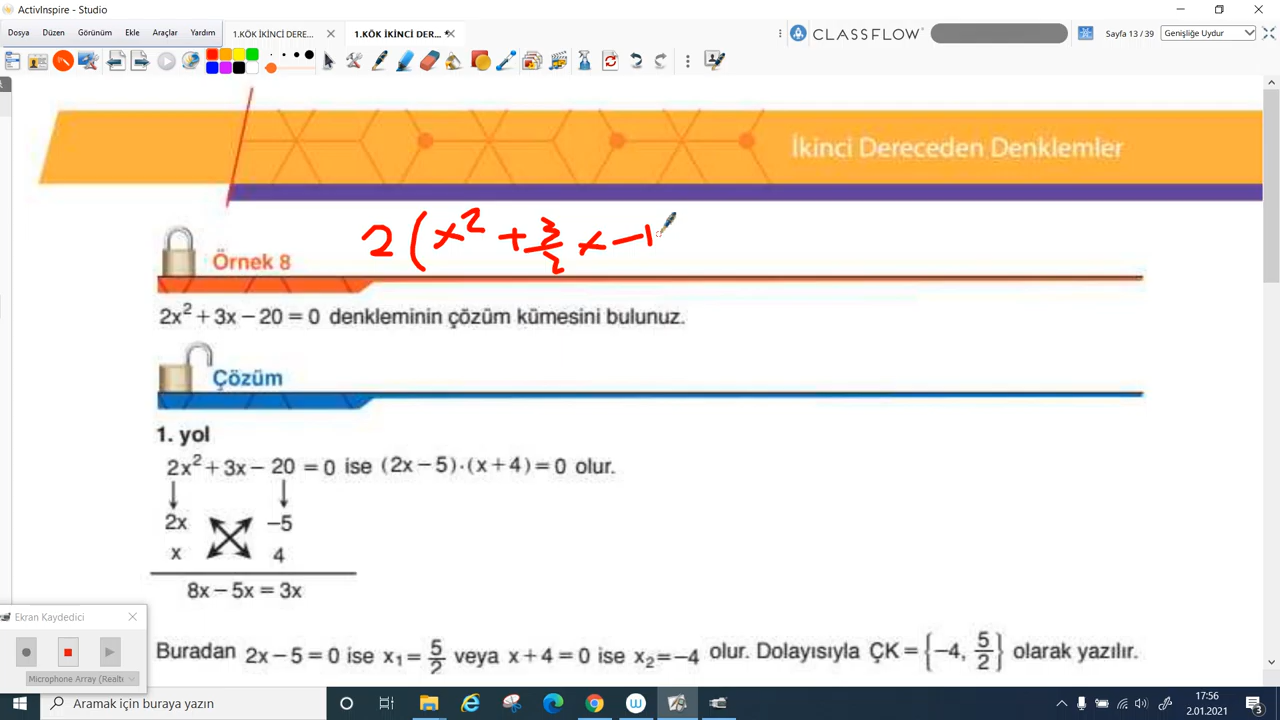 ActivInspire - Studio
Dosya Düzen Görünüm Ekle Araçlar Yardım
1.KÖK İKİNCİ DERE...
1.KÖK İKİNCİ DER...
CLASSFLOW
Sayfa 13 / 39
Genişliğe Uydur
İkinci Dereceden Denklemler
2(x² + 3/2 x - 1
Örnek 8
2x² + 3x – 20 = 0 denkleminin çözüm kümesini bulunuz.
Çözüm
1. yol
2x² + 3x – 20 = 0 ise (2x – 5)·(x + 4) = 0 olur.
2x –5
x 4
8x – 5x = 3x
Buradan 2x – 5 = 0 ise x₁ = 5/2 veya x + 4 = 0 ise x₂ = –4 olur. Dolayısıyla ÇK = {–4, 5/2} olarak yazılır.
Ekran Kaydedici
Microphone Array (Realte
Aramak için buraya yazın
17:56
2.01.2021
3